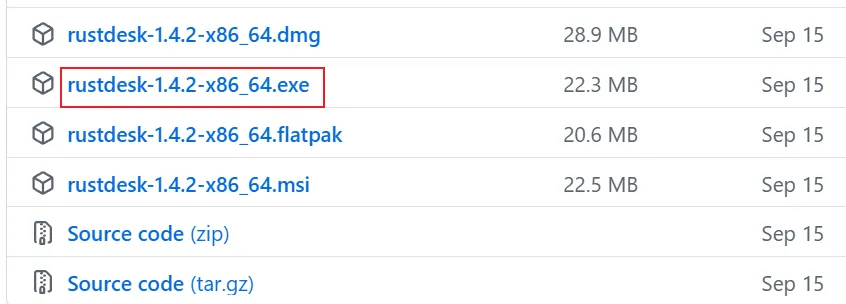 rustdesk-1.4.2-x86_64.dmg 28.9 MB Sep 15
rustdesk-1.4.2-x86_64.exe 22.3 MB Sep 15
rustdesk-1.4.2-x86_64.flatpak 20.6 MB Sep 15
rustdesk-1.4.2-x86_64.msi 22.5 MB Sep 15
Source code (zip) Sep 15
Source code (tar.gz) Sep 15